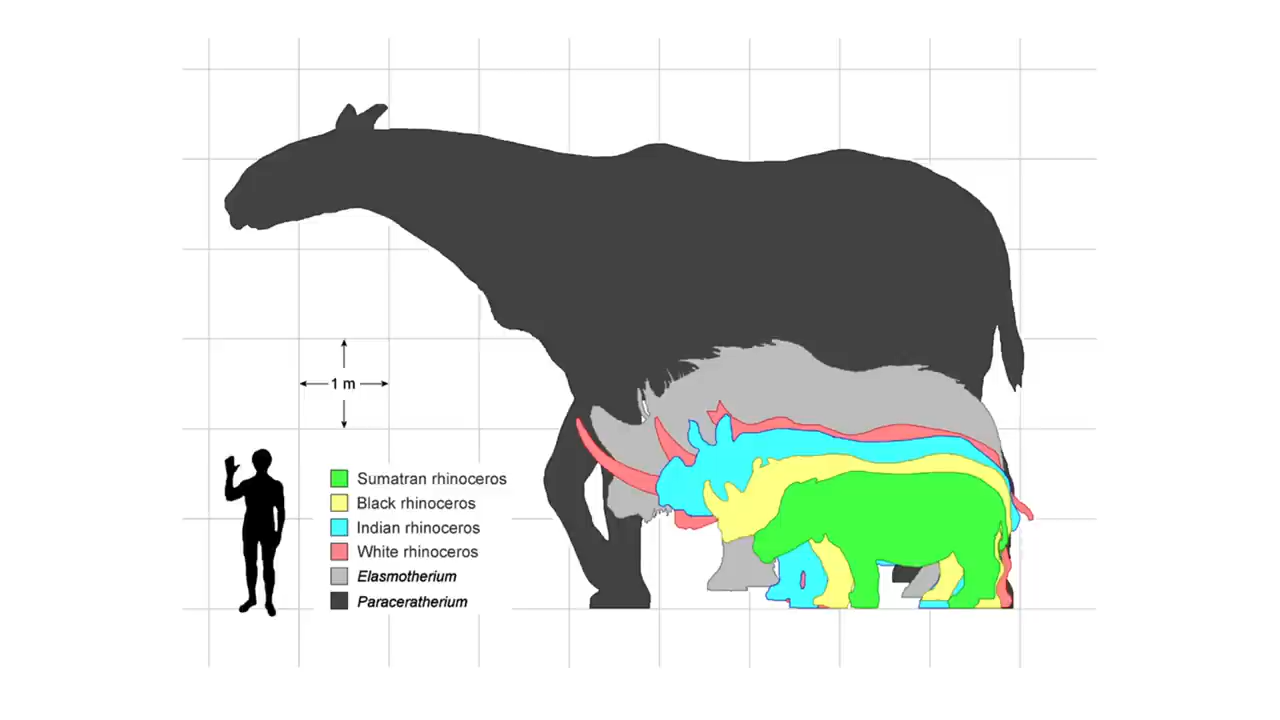 1 m
Sumatran rhinoceros
Black rhinoceros
Indian rhinoceros
White rhinoceros
Elasmotherium
Paraceratherium